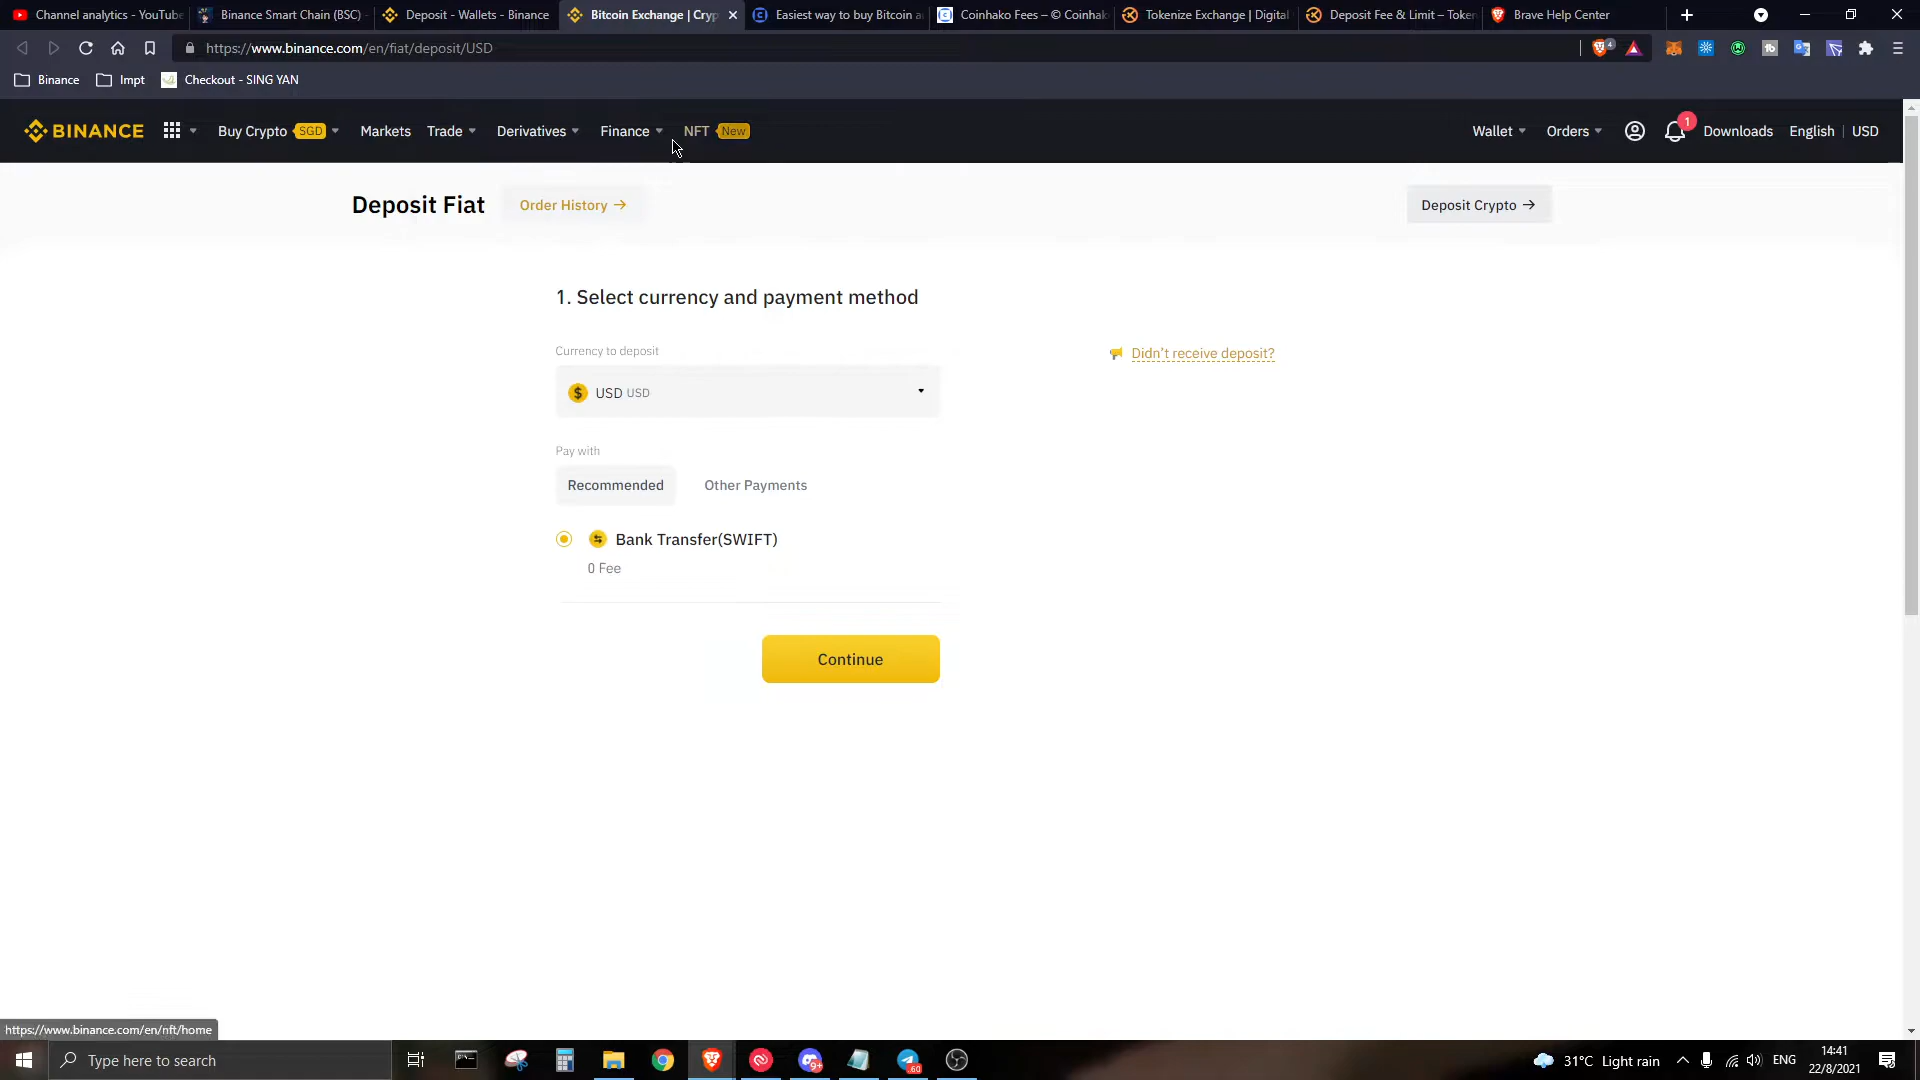 Channel analytics - YouTube
Binance Smart Chain (BSC) -
Deposit - Wallets - Binance
Bitcoin Exchange | Cryp
Easiest way to buy Bitcoin a
Coinhako Fees – © Coinhak
Tokenize Exchange | Digital
Deposit Fee & Limit – Token
Brave Help Center
https://www.binance.com/en/fiat/deposit/USD
4
Binance
Impt
Checkout - SING YAN
BINANCE
Buy Crypto SGD
Markets
Trade
Derivatives
Finance
NFT New
Wallet
Orders
1
Downloads
English | USD
Deposit Fiat
Order History →
Deposit Crypto →
1. Select currency and payment method
Currency to deposit
Didn't receive deposit?
USD USD
Pay with
Recommended
Other Payments
Bank Transfer(SWIFT)
0 Fee
Continue
https://www.binance.com/en/nft/home
Type here to search
9+
60
31°C Light rain
ENG
14:41
22/8/2021